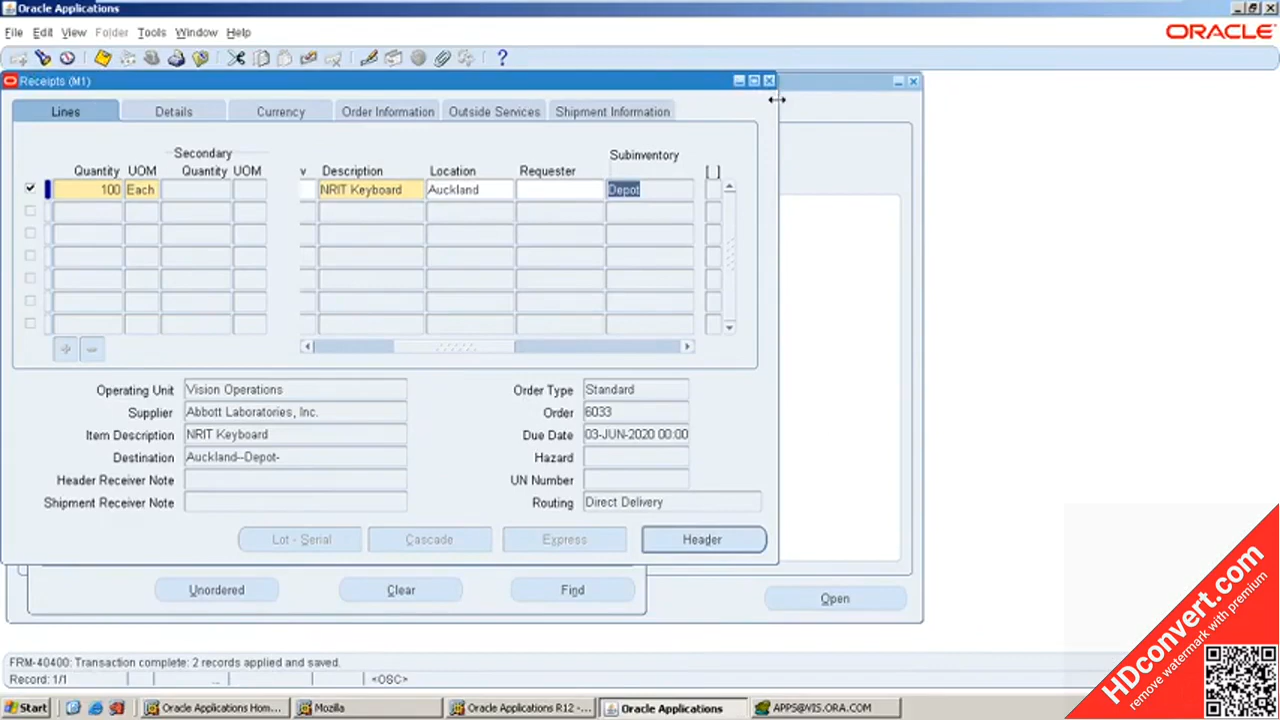 Oracle Applications
File Edit View Folder Tools Window Help
ORACLE
Receipts (M1)
Lines Details Currency Order Information Outside Services Shipment Information
Secondary
Subinventory
Quantity UOM Quantity UOM v Description Location Requester [ ]
100 Each NRIT Keyboard Auckland Depot
Operating Unit Vision Operations Order Type Standard
Supplier Abbott Laboratories, Inc. Order 6033
Item Description NRIT Keyboard Due Date 03-JUN-2020 00:00
Destination Auckland--Depot- Hazard
Header Receiver Note UN Number
Shipment Receiver Note Routing Direct Delivery
Lot - Serial Cascade Express Header
Unordered Clear Find Open
FRM-40400: Transaction complete: 2 records applied and saved.
Record: 1/1 ... <OSC>
Start Oracle Applications Hom... Mozilla Oracle Applications R12 -... Oracle Applications APPS@VIS.ORA.COM
HDconvert.com
remove watermark with premium